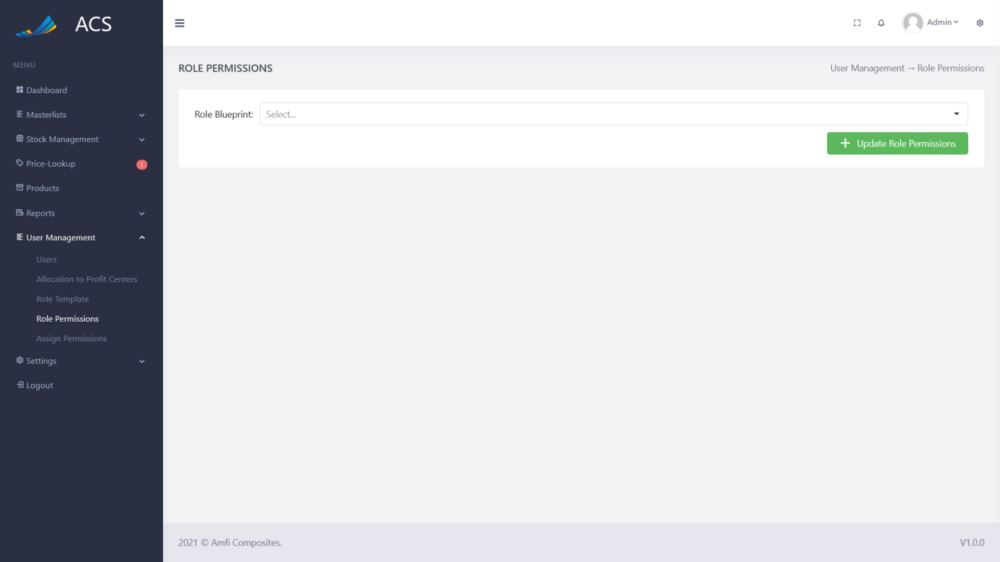 ACS
Admin
MENU
Dashboard
Masterlists
Stock Management
Price-Lookup 1
Products
Reports
User Management
Users
Allocation to Profit Centers
Role Template
Role Permissions
Assign Permissions
Settings
Logout
ROLE PERMISSIONS
User Management → Role Permissions
Role Blueprint: Select...
Update Role Permissions
2021 © Amfi Composites.
V1.0.0